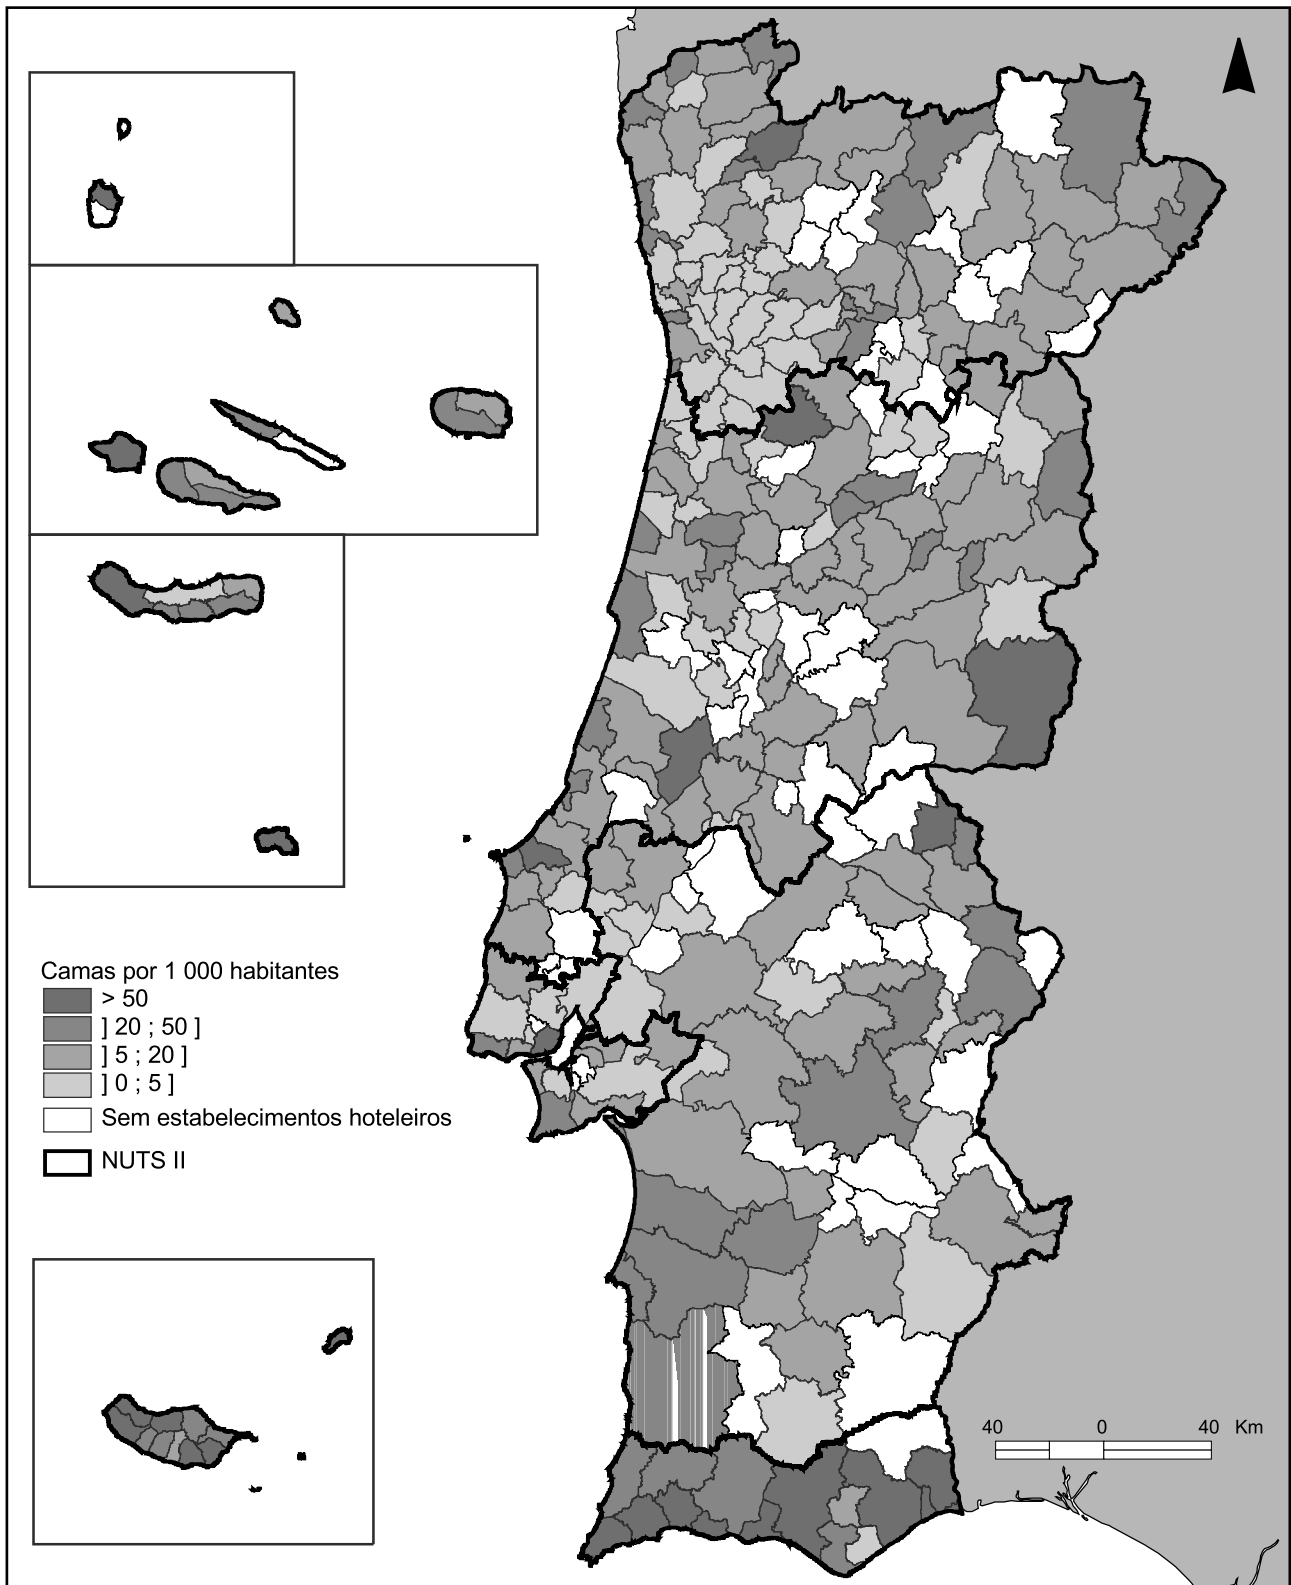 Camas por 1 000 habitantes
> 50
] 20 ; 50 ]
] 5 ; 20 ]
] 0 ; 5 ]
Sem estabelecimentos hoteleiros
NUTS II
40 0 40 Km